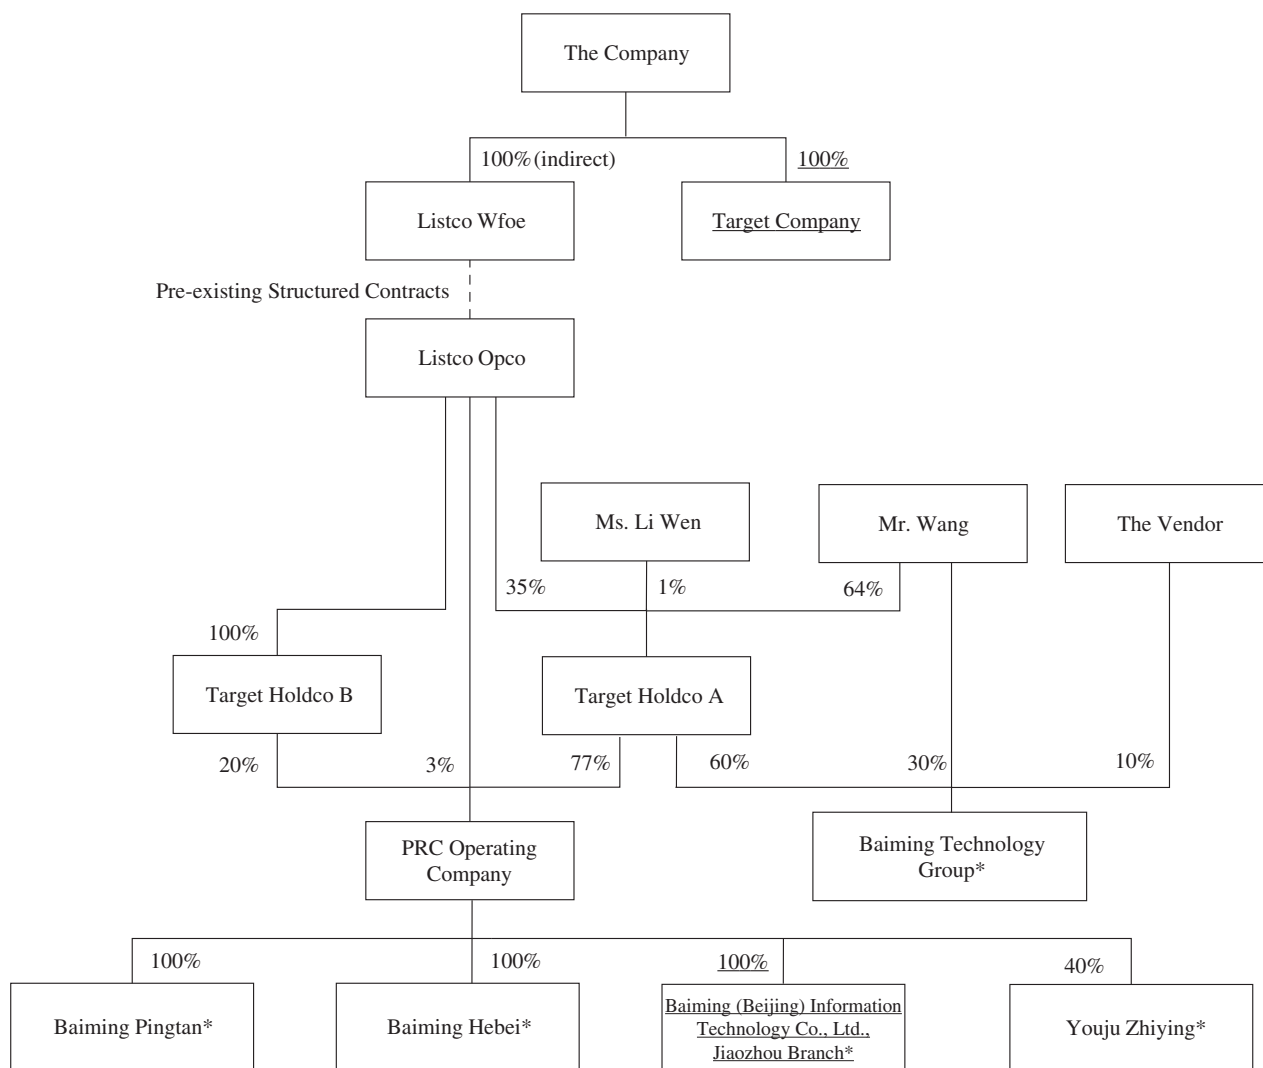 The Company
100% (indirect)
100%
Listco Wfoe
Target Company
Pre-existing Structured Contracts
Listco Opco
Ms. Li Wen
Mr. Wang
The Vendor
35%
1%
64%
100%
Target Holdco B
Target Holdco A
20%
3%
77%
60%
30%
10%
PRC Operating
Company
Baiming Technology
Group*
100%
100%
100%
40%
Baiming Pingtan*
Baiming Hebei*
Baiming (Beijing) Information
Technology Co., Ltd.,
Jiaozhou Branch*
Youju Zhiying*